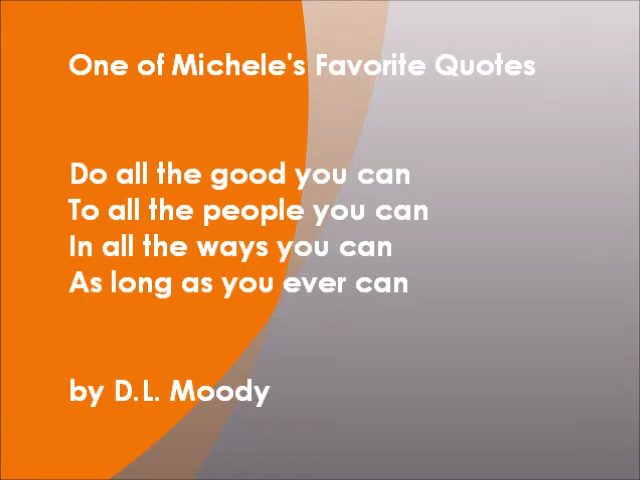 One of Michele's Favorite Quotes
Do all the good you can
To all the people you can
In all the ways you can
As long as you ever can
by D.L. Moody